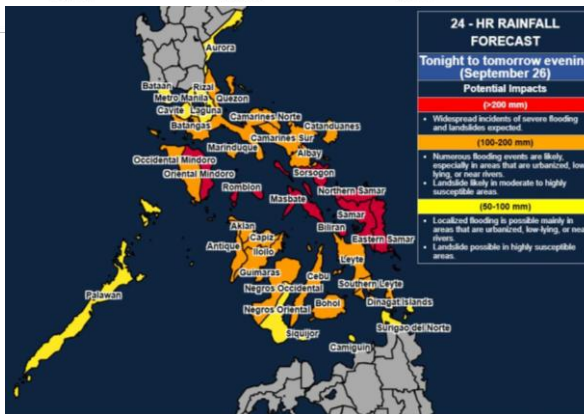 24 - HR RAINFALL
FORECAST
Tonight to tomorrow evenin
(September 26)
Potential Impacts
(>200 mm)
• Widespread incidents of severe flooding
and landslides expected.
(100-200 mm)
• Numerous flooding events are likely,
especially in areas that are urbanized, low
lying, or near rivers.
• Landslide likely in moderate to highly
susceptible areas.
(50-100 mm)
• Localized flooding is possible mainly in
areas that are urbanized, low-lying, or nea
rivers.
• Landslide possible in highly susceptible
areas.
Aurora
Bataan
Rizal
Metro Manila
Quezon
Cavite
Laguna
Batangas
Camarines Norte
Catanduanes
Camarines Sur
Marinduque
Albay
Occidental Mindoro
Oriental Mindoro
Sorsogon
Romblon
Northern Samar
Masbate
Samar
Biliran
Eastern Samar
Aklan
Capiz
Antique
Iloilo
Leyte
Guimaras
Cebu
Negros Occidental
Southern Leyte
Palawan
Bohol
Dinagat Islands
Negros Oriental
Siquijor
Surigao del Norte
Camiguin